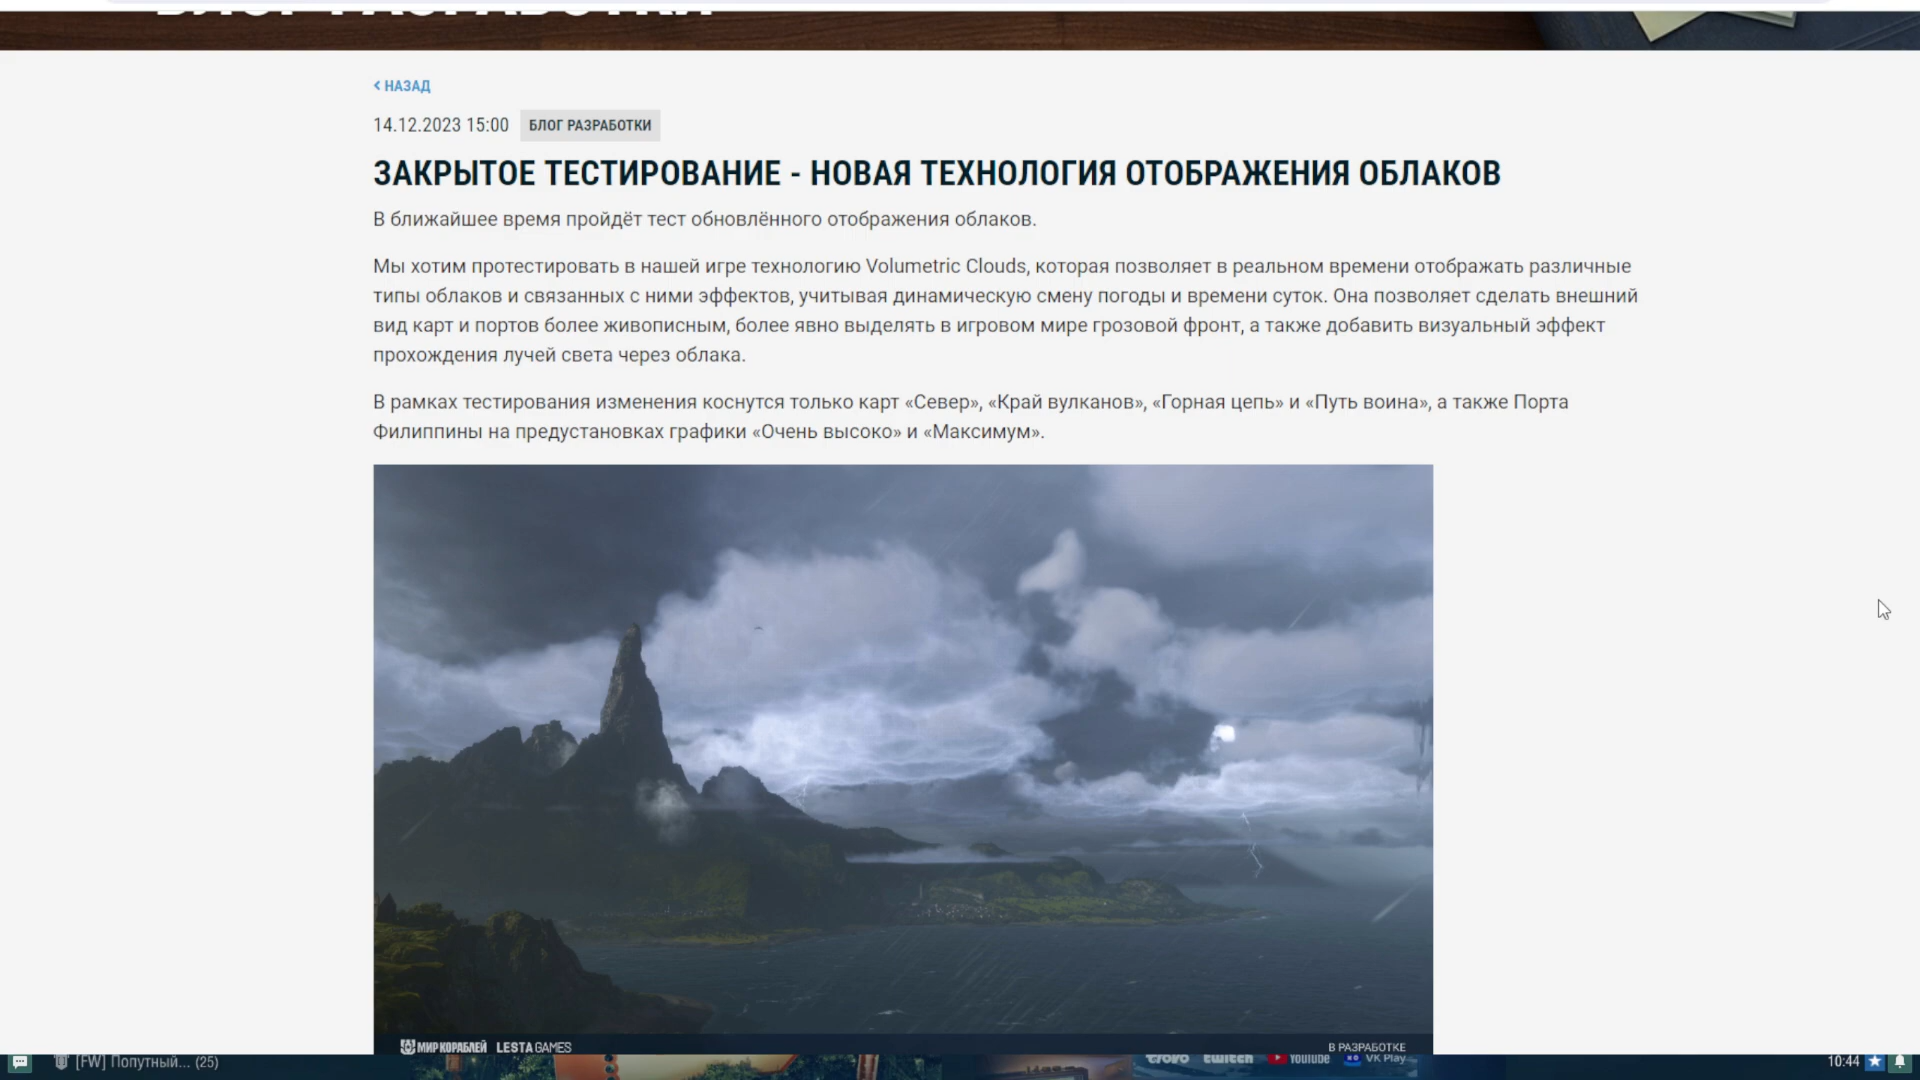 БЛОГ РАЗРАБОТКИ
< НАЗАД
14.12.2023 15:00 БЛОГ РАЗРАБОТКИ
ЗАКРЫТОЕ ТЕСТИРОВАНИЕ - НОВАЯ ТЕХНОЛОГИЯ ОТОБРАЖЕНИЯ ОБЛАКОВ
В ближайшее время пройдёт тест обновлённого отображения облаков.
Мы хотим протестировать в нашей игре технологию Volumetric Clouds, которая позволяет в реальном времени отображать различные
типы облаков и связанных с ними эффектов, учитывая динамическую смену погоды и времени суток. Она позволяет сделать внешний
вид карт и портов более живописным, более явно выделять в игровом мире грозовой фронт, а также добавить визуальный эффект
прохождения лучей света через облака.
В рамках тестирования изменения коснутся только карт «Север», «Край вулканов», «Горная цепь» и «Путь воина», а также Порта
Филиппины на предустановках графики «Очень высоко» и «Максимум».
МИР КОРАБЛЕЙ LESTA GAMES В РАЗРАБОТКЕ
[FW] Попутный... (25) trovo twitch YouTube VK Play 10:44